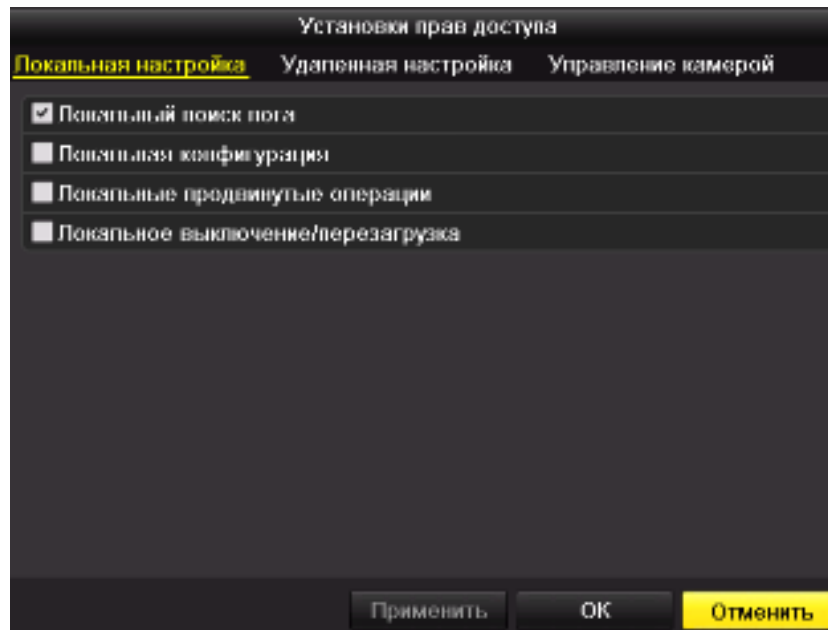 Установки прав доступа
Локальная настройка Удаленная настройка Управление камерой
Локальный поиск лога
Локальная конфигурация
Локальные продвинутые операции
Локальное выключение/перезагрузка
Применить ОК Отменить